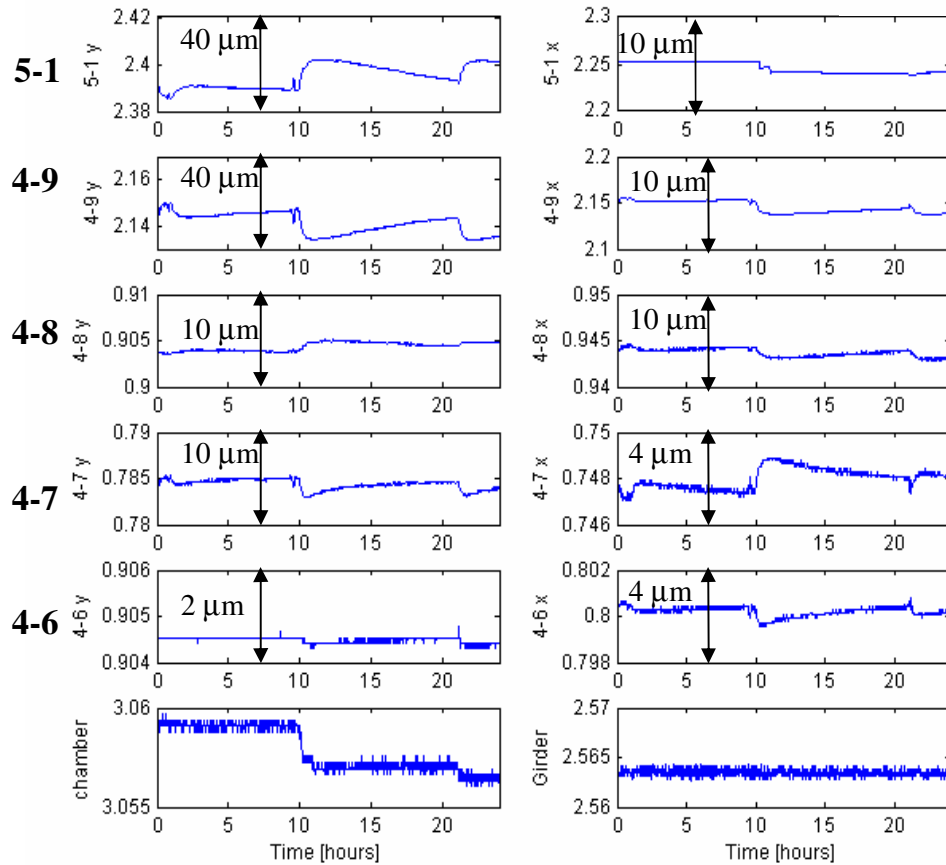 5-1
5-1 y
2.42
2.4
2.38
40 μm
0 5 10 15 20
5-1 x
2.3
2.25
2.2
10 μm
0 5 10 15 20
4-9
4-9 y
2.16
2.14
40 μm
0 5 10 15 20
4-9 x
2.2
2.15
2.1
10 μm
0 5 10 15 20
4-8
4-8 y
0.91
0.905
0.9
10 μm
0 5 10 15 20
4-8 x
0.95
0.945
0.94
10 μm
0 5 10 15 20
4-7
4-7 y
0.79
0.785
0.78
10 μm
0 5 10 15 20
4-7 x
0.75
0.748
0.746
4 μm
0 5 10 15 20
4-6
4-6 y
0.906
0.905
0.904
2 μm
0 5 10 15 20
4-6 x
0.802
0.8
0.798
4 μm
0 5 10 15 20
chamber
3.06
3.055
0 5 10 15 20
Time [hours]
Girder
2.57
2.565
2.56
0 5 10 15 20
Time [hours]